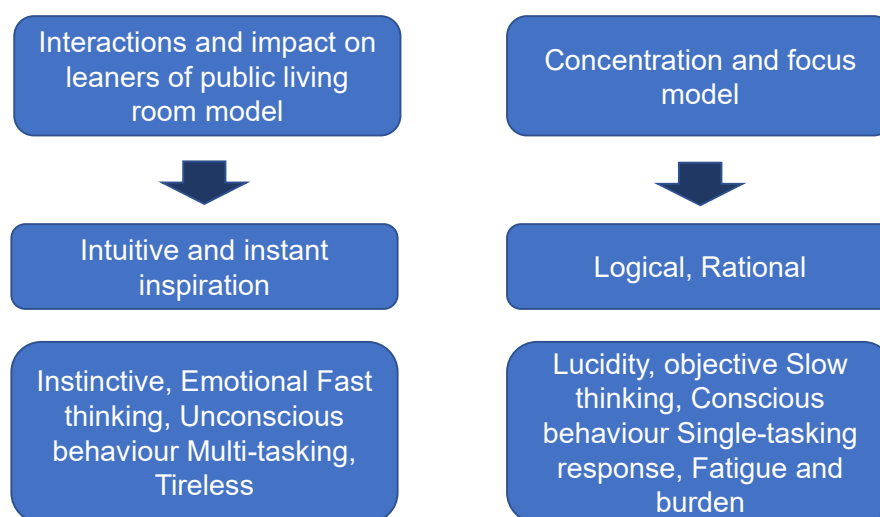 Interactions and impact on
leaners of public living
room model
Concentration and focus
model
Intuitive and instant
inspiration
Logical, Rational
Instinctive, Emotional Fast
thinking, Unconscious
behaviour Multi-tasking,
Tireless
Lucidity, objective Slow
thinking, Conscious
behaviour Single-tasking
response, Fatigue and
burden